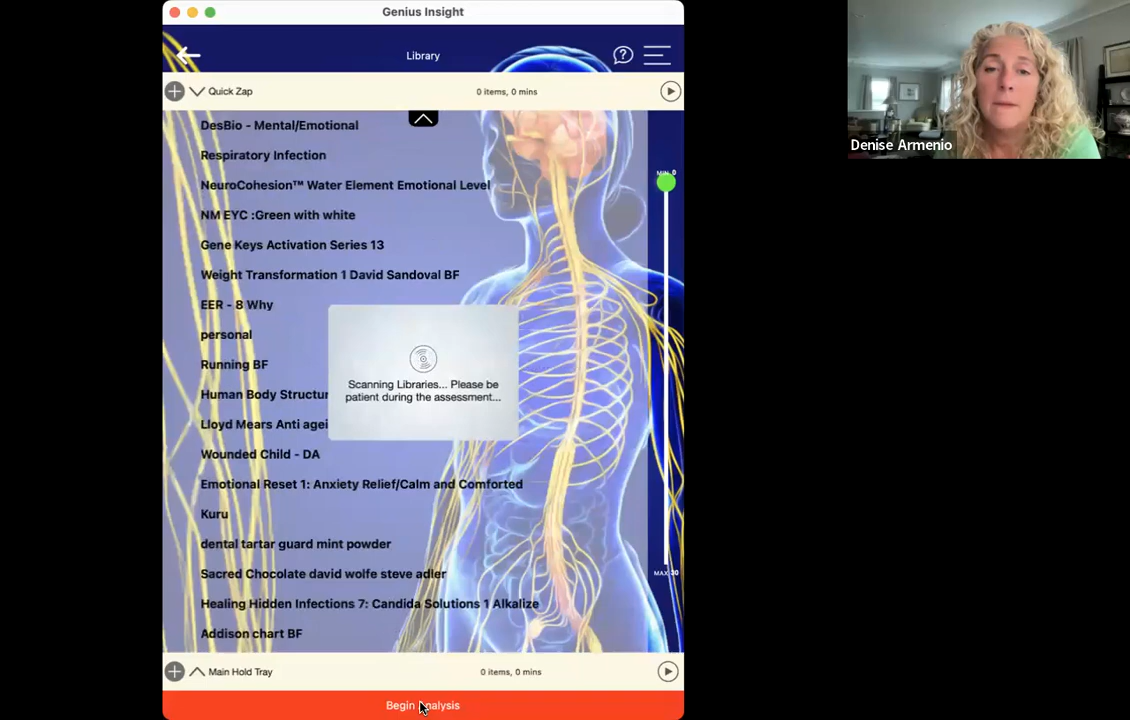 Genius Insight
Library
Quick Zap
0 items, 0 mins
DesBio - Mental/Emotional
Respiratory Infection
NeuroCohesion™ Water Element Emotional Level
NM EYC :Green with white
Gene Keys Activation Series 13
Weight Transformation 1 David Sandoval BF
EER - 8 Why
personal
Running BF
Human Body Structur
Lloyd Mears Anti agei
Wounded Child - DA
Emotional Reset 1: Anxiety Relief/Calm and Comforted
Kuru
dental tartar guard mint powder
Sacred Chocolate david wolfe steve adler
Healing Hidden Infections 7: Candida Solutions 1 Alkalize
Addison chart BF
Scanning Libraries... Please be
patient during the assessment...
MIN 0
MAX 30
Main Hold Tray
0 items, 0 mins
Begin Analysis
Denise Armenio